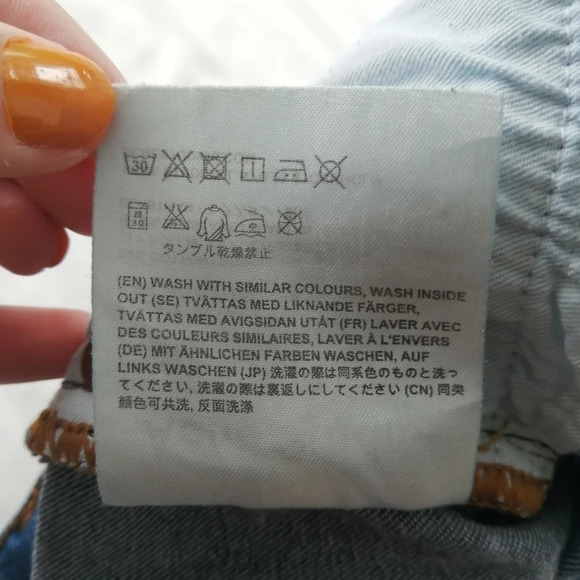 30
タンブル乾燥禁止
(EN) WASH WITH SIMILAR COLOURS, WASH INSIDE
OUT (SE) TVÄTTAS MED LIKNANDE FÄRGER,
TVÄTTAS MED AVIGSIDAN UTÅT (FR) LAVER AVEC
DES COULEURS SIMILAIRES, LAVER À L'ENVERS
(DE) MIT ÄHNLICHEN FARBEN WASCHEN, AUF
LINKS WASCHEN (JP) 洗濯の際は同系色のものと洗っ
てください, 洗濯の際は裏返しにしてください (CN) 同类
颜色可共洗, 反面洗涤